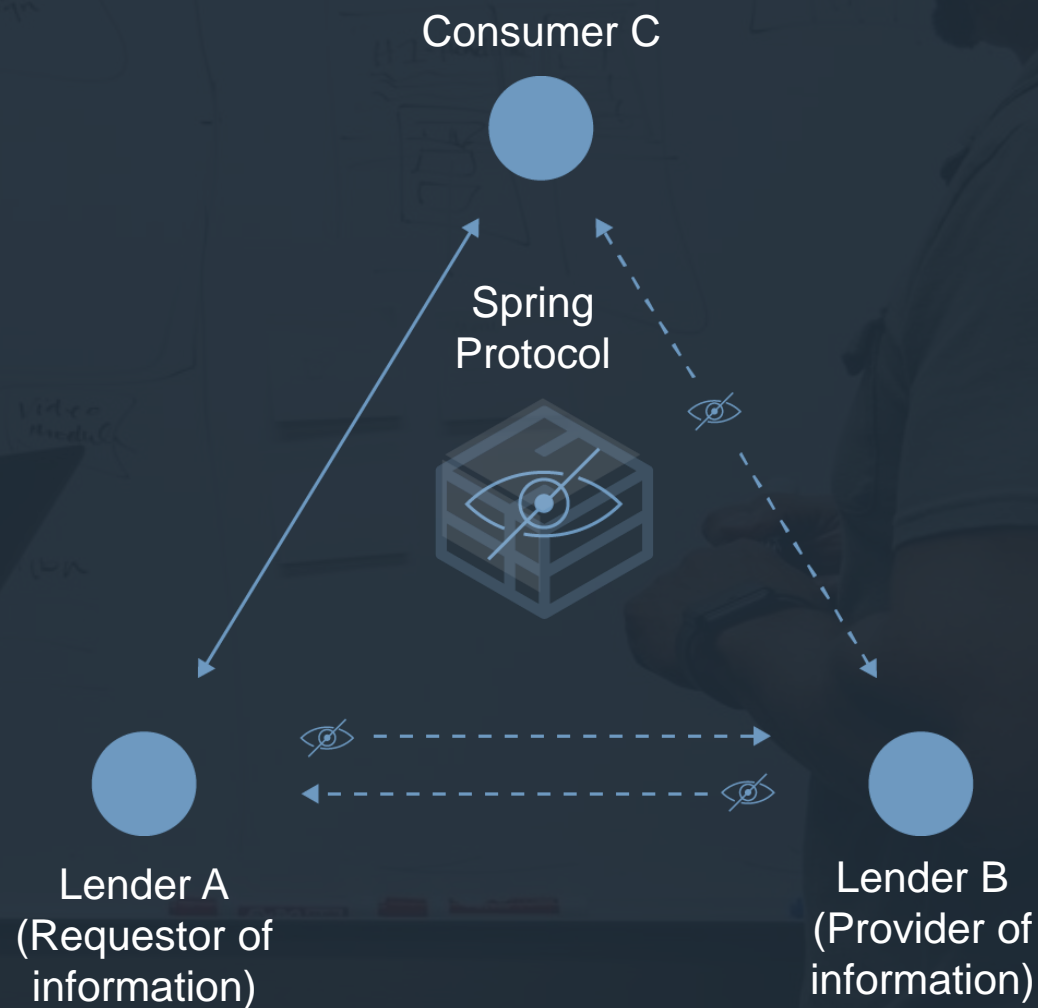 Consumer C
Spring
Protocol
Lender A
(Requestor of
information)
Lender B
(Provider of
information)